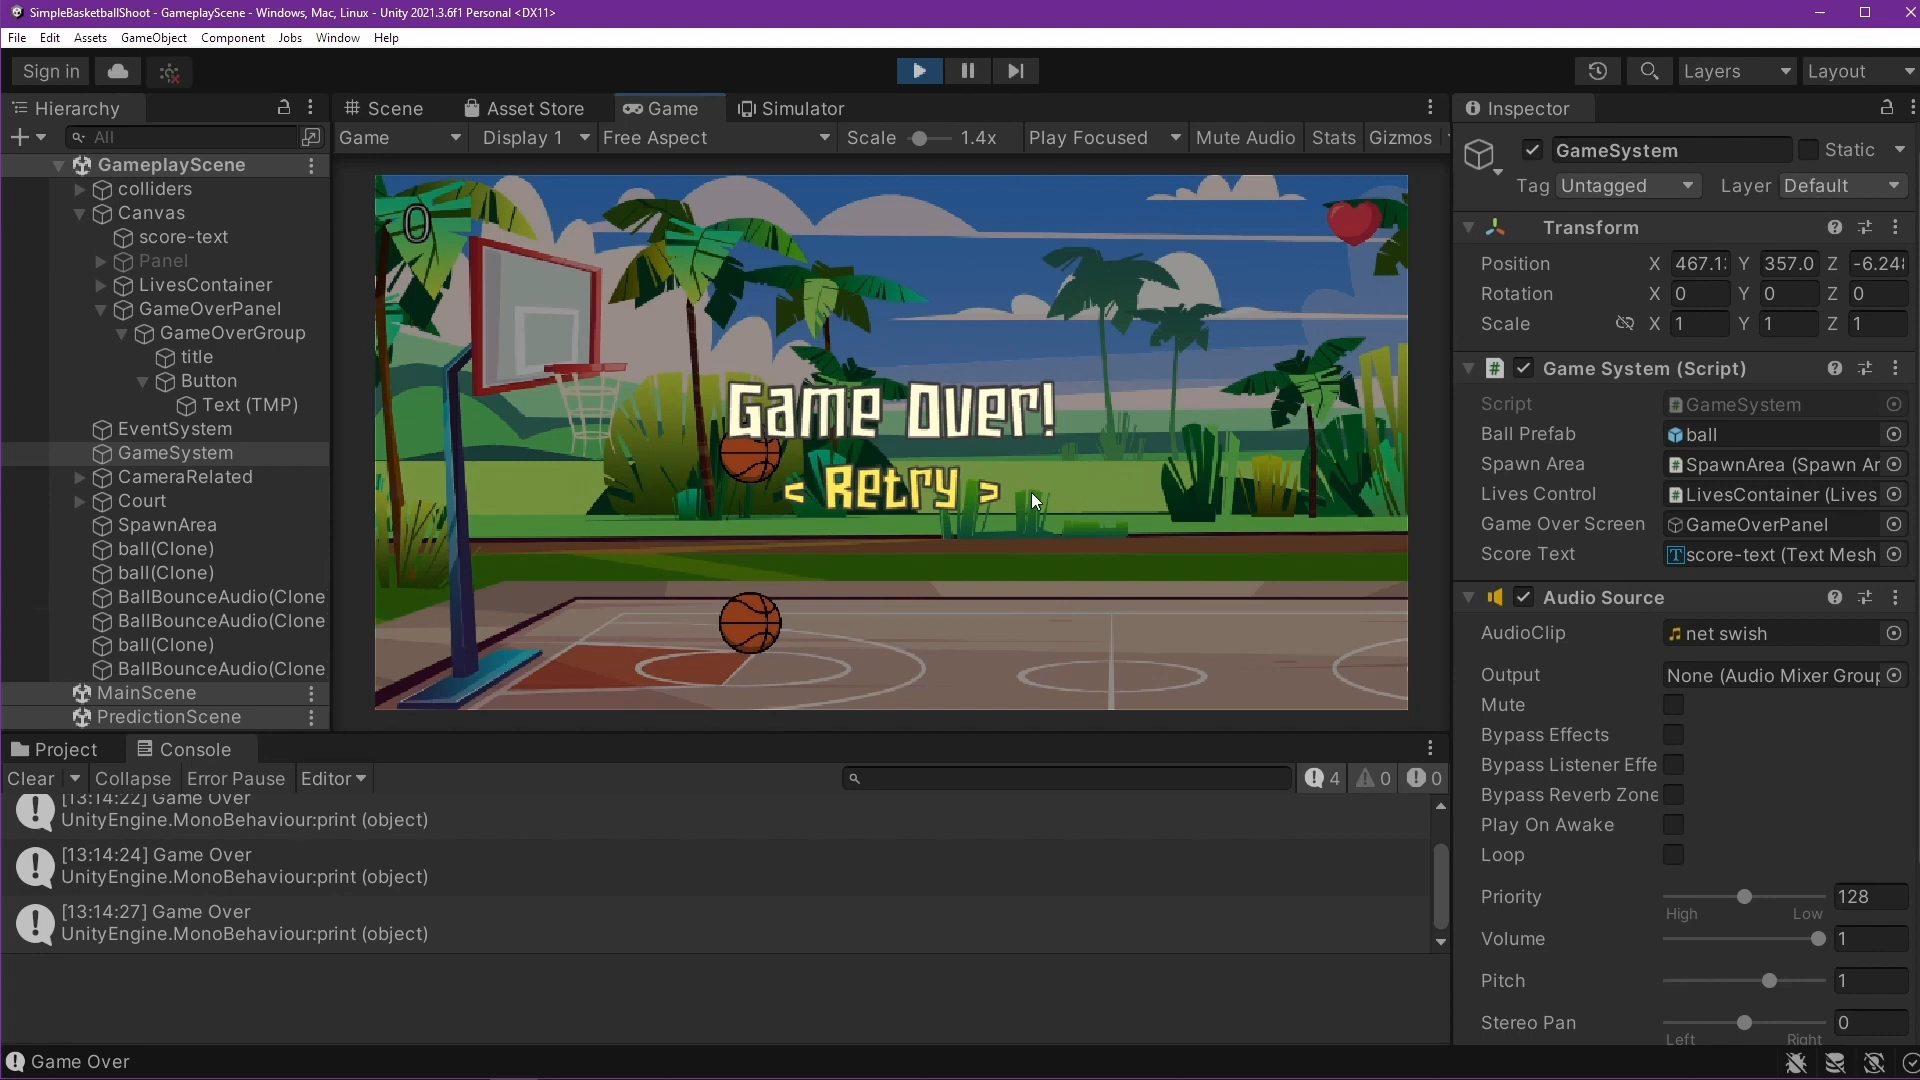 SimpleBasketballShoot - GameplayScene - Windows, Mac, Linux - Unity 2021.3.6f1 Personal <DX11>
File Edit Assets GameObject Component Jobs Window Help
Sign in Layers Layout
Hierarchy
All
GameplayScene
colliders
Canvas
score-text
Panel
LivesContainer
GameOverPanel
GameOverGroup
title
Button
Text (TMP)
EventSystem
GameSystem
CameraRelated
Court
SpawnArea
ball(Clone)
ball(Clone)
BallBounceAudio(Clone
BallBounceAudio(Clone
ball(Clone)
BallBounceAudio(Clone
MainScene
PredictionScene
Scene Asset Store Game Simulator
Game Display 1 Free Aspect Scale 1.4x Play Focused Mute Audio Stats Gizmos
0
Game Over!
< Retry >
Project Console
Clear Collapse Error Pause Editor 4 0 0
[13:14:22] Game Over
UnityEngine.MonoBehaviour:print (object)
[13:14:24] Game Over
UnityEngine.MonoBehaviour:print (object)
[13:14:27] Game Over
UnityEngine.MonoBehaviour:print (object)
Game Over
Inspector
GameSystem Static
Tag Untagged Layer Default
Transform
Position X 467.1 Y 357.0 Z -6.24
Rotation X 0 Y 0 Z 0
Scale X 1 Y 1 Z 1
# Game System (Script)
Script # GameSystem
Ball Prefab ball
Spawn Area # SpawnArea (Spawn Ar
Lives Control # LivesContainer (Lives
Game Over Screen GameOverPanel
Score Text T score-text (Text Mesh
Audio Source
AudioClip net swish
Output None (Audio Mixer Group
Mute
Bypass Effects
Bypass Listener Effe
Bypass Reverb Zone
Play On Awake
Loop
Priority 128
High Low
Volume 1
Pitch 1
Stereo Pan 0
Left Right